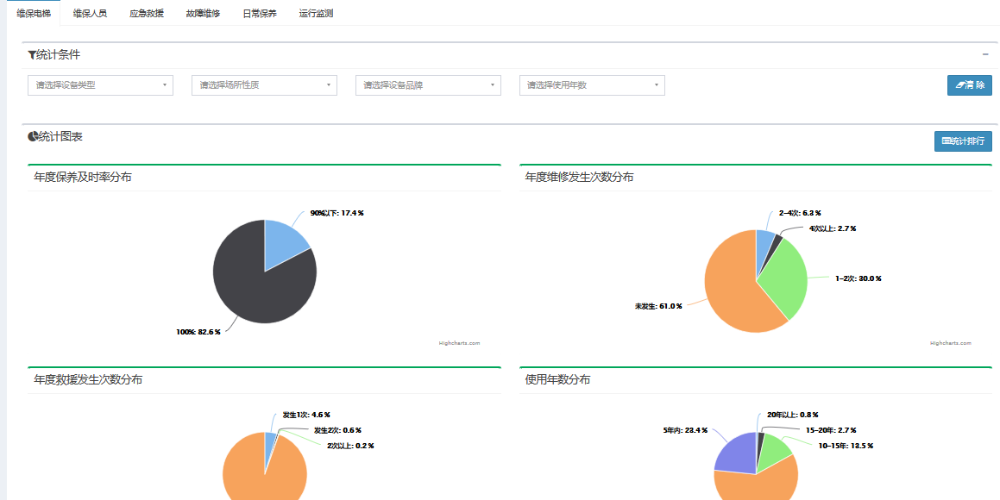 维保电梯 维保人员 应急救援 故障维修 日常保养 运行监测
统计条件
请选择设备类型 请选择场所性质 请选择设备品牌 请选择使用年数 清 除
统计图表
统计排行
年度保养及时率分布
90%以下: 17.4 %
100%: 82.6 %
Highcharts.com
年度维修发生次数分布
2-4次: 6.3 %
4次以上: 2.7 %
1-2次: 30.0 %
未发生: 61.0 %
Highcharts.com
年度救援发生次数分布
发生1次: 4.6 %
发生2次: 0.6 %
2次以上: 0.2 %
使用年数分布
20年以上: 0.8 %
5年内: 23.4 %
15-20年: 2.7 %
10-15年: 13.5 %